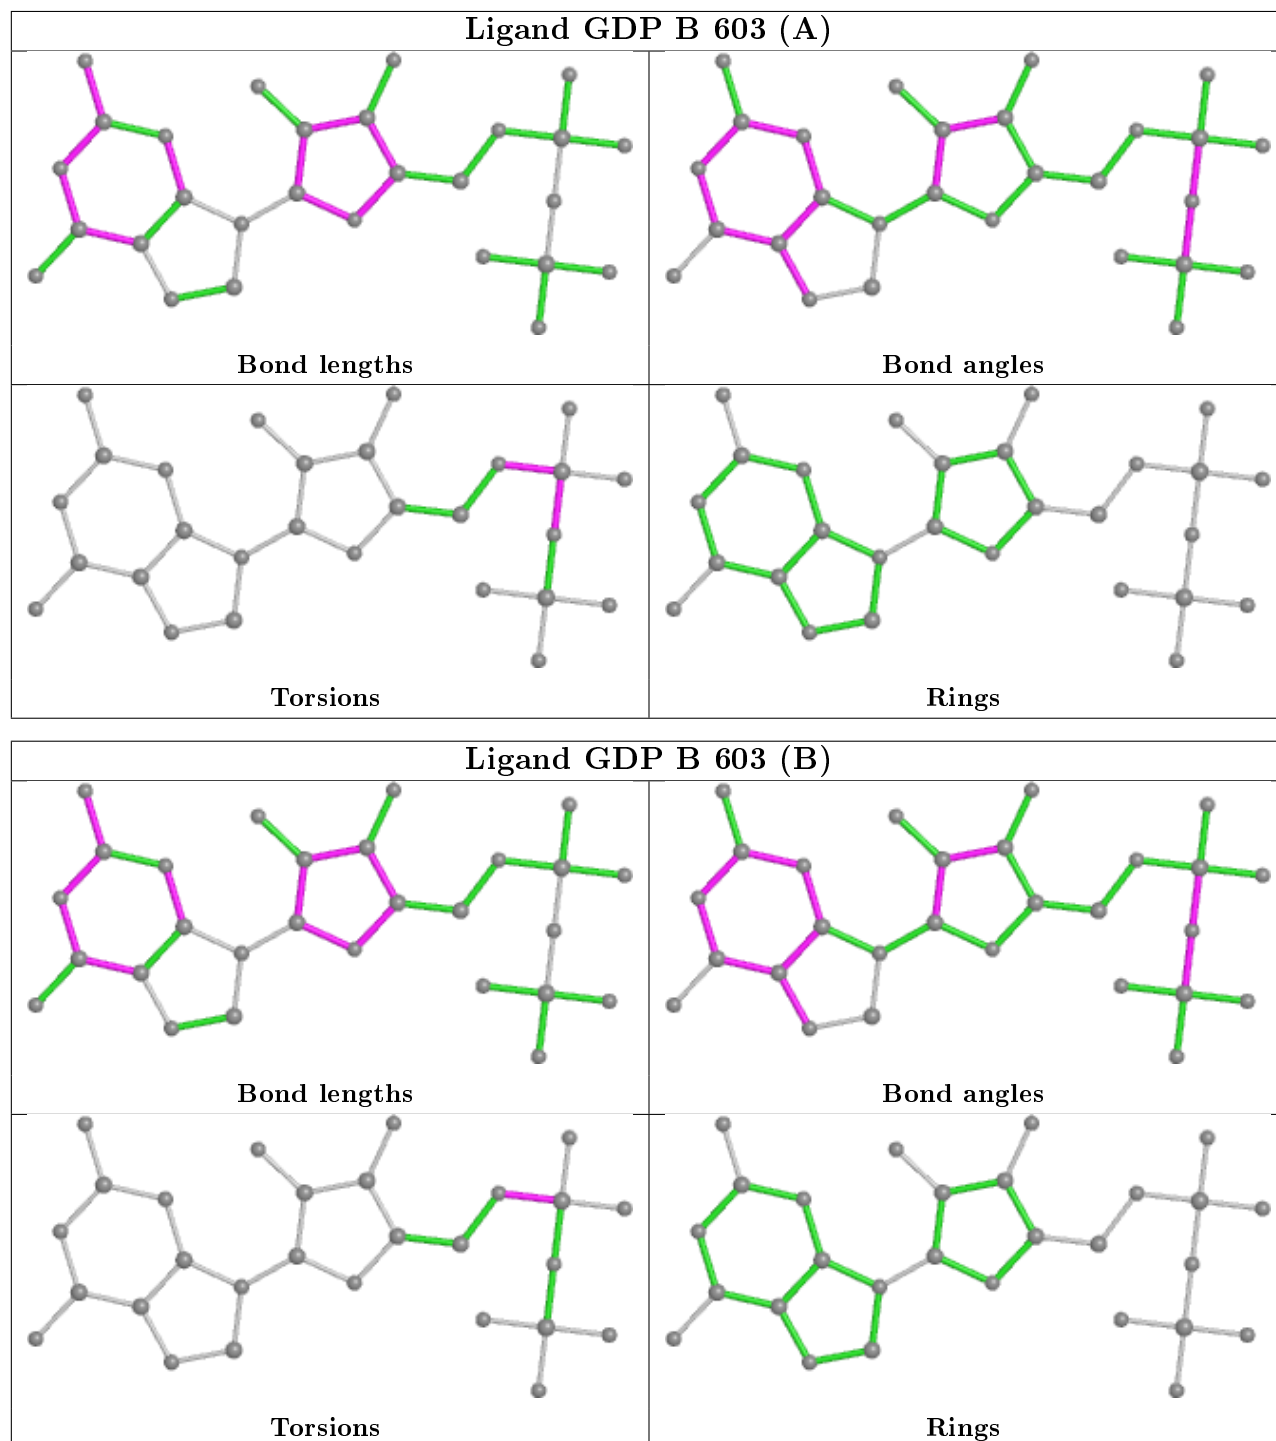 Ligand GDP B 603 (A)
Bond lengths
Bond angles
Torsions
Rings
Ligand GDP B 603 (B)
Bond lengths
Bond angles
Torsions
Rings